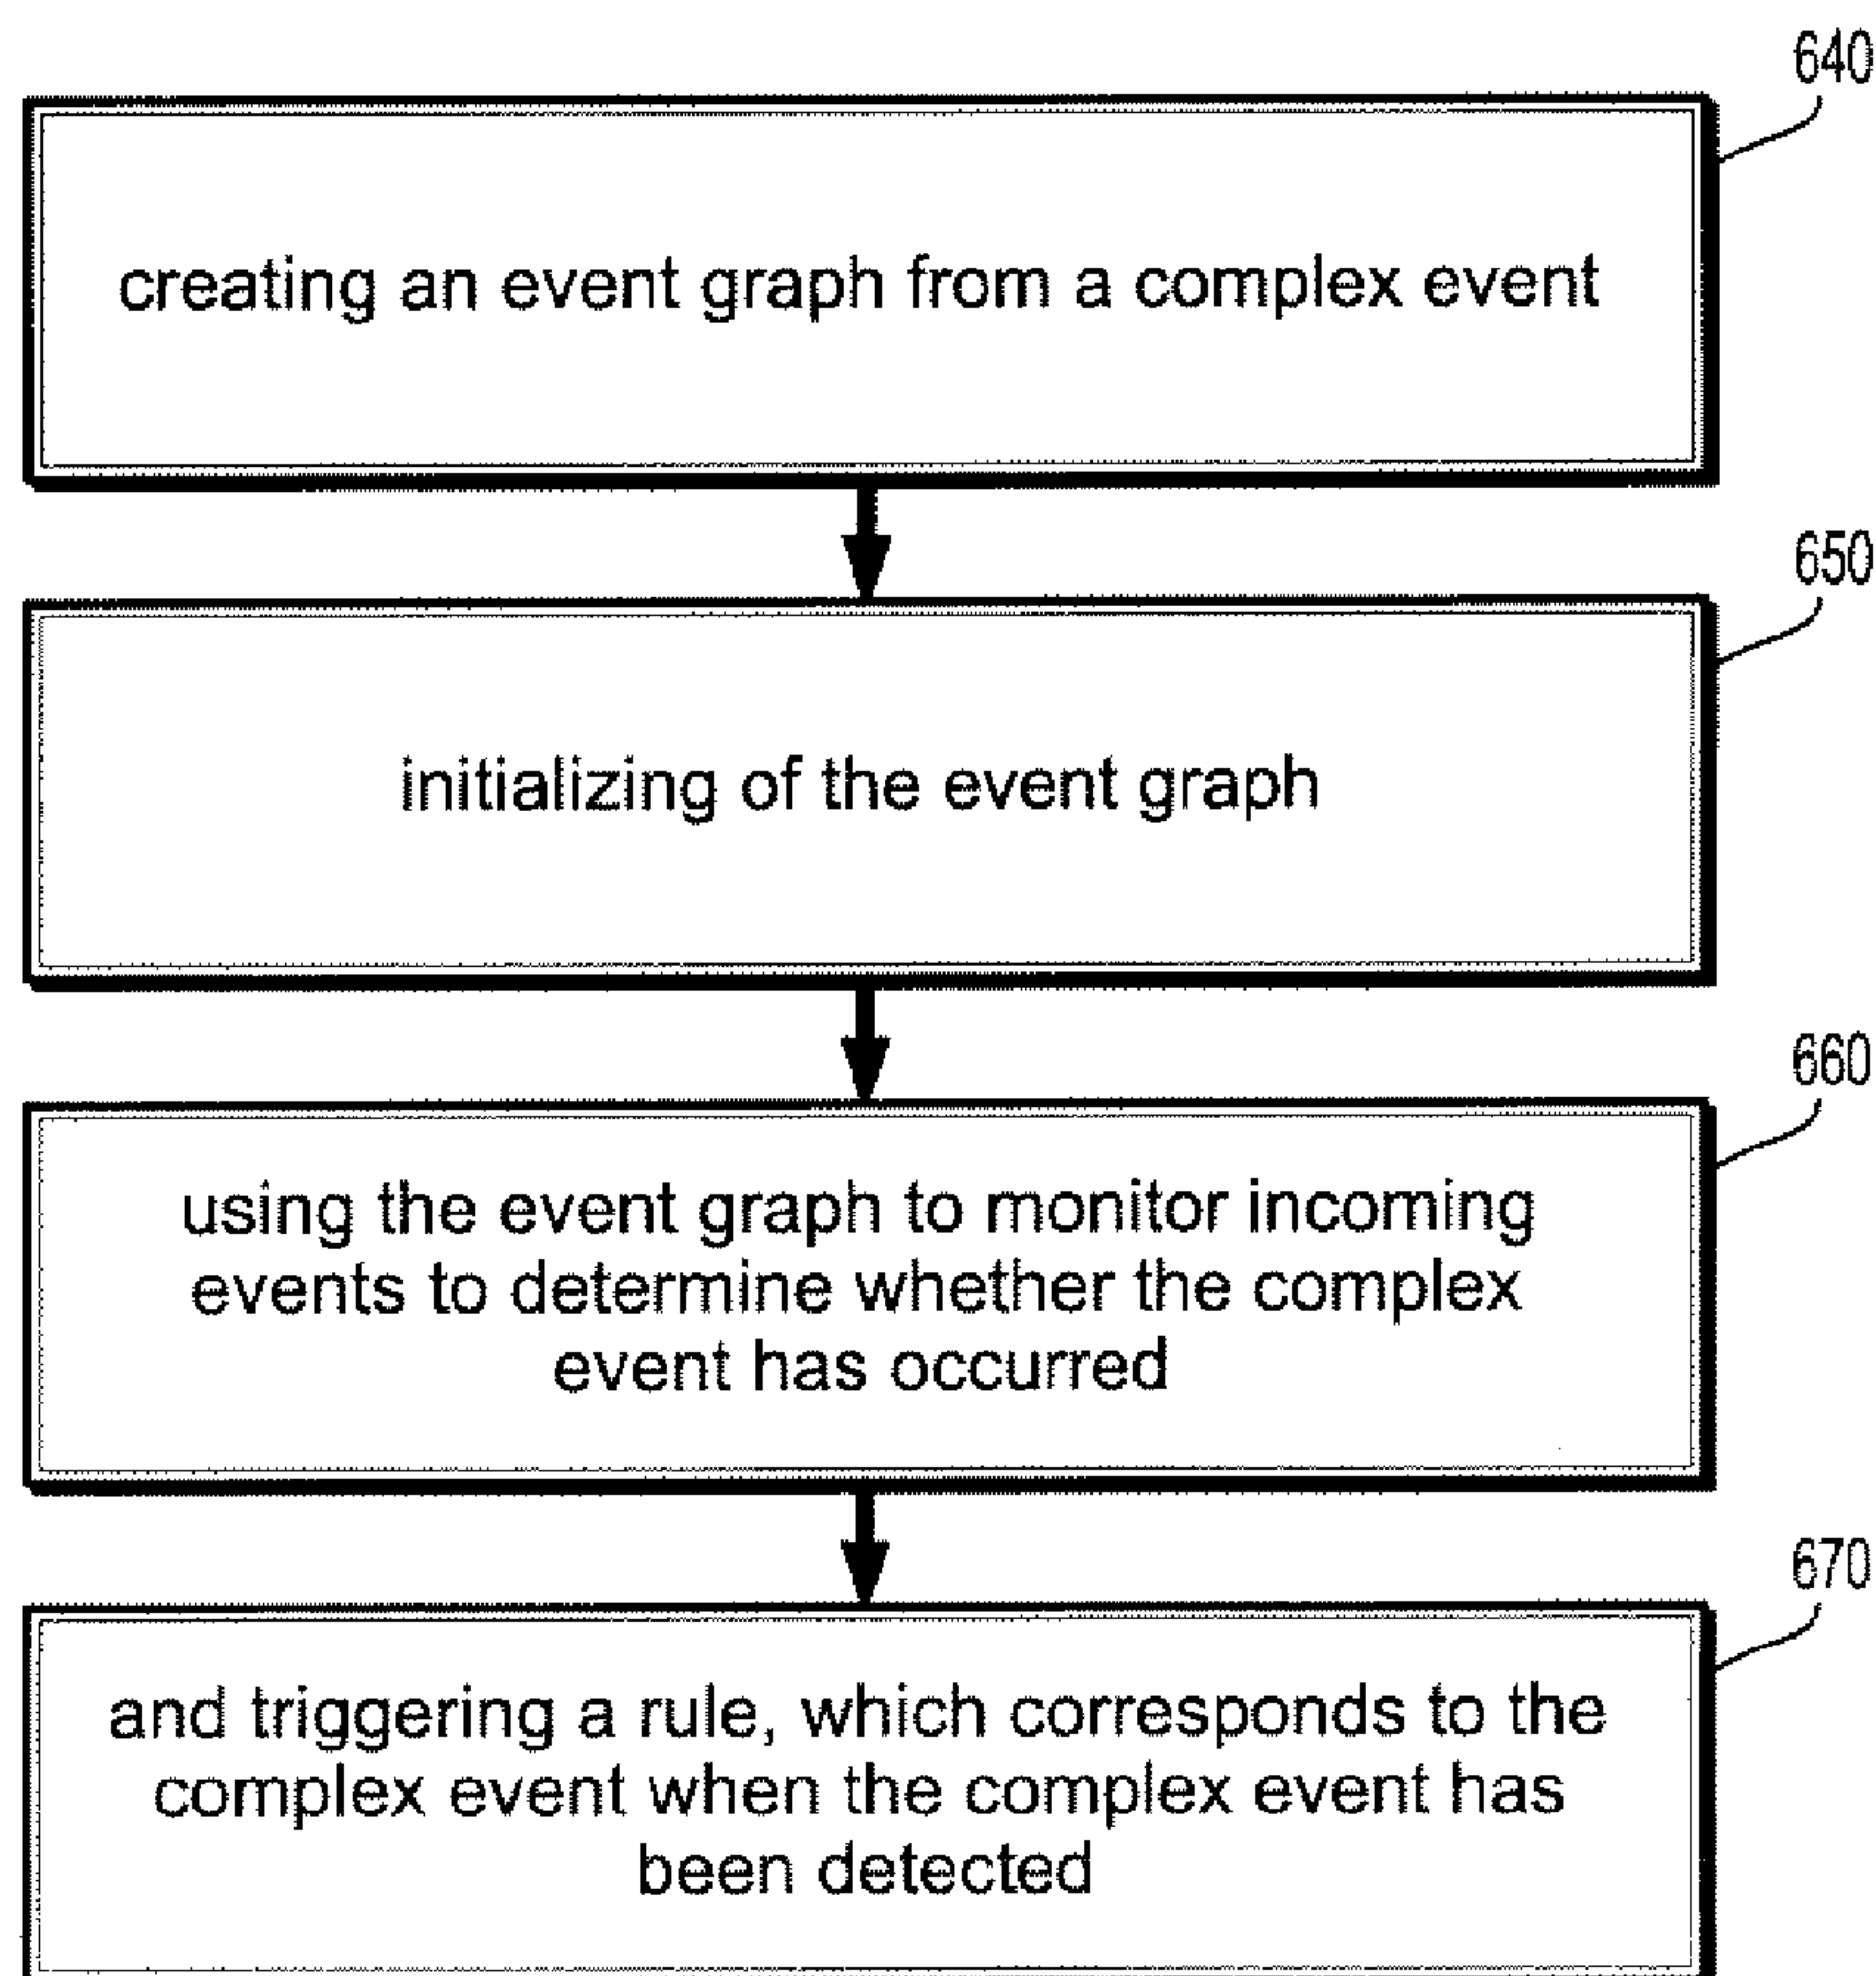 640
creating an event graph from a complex event
650
initializing of the event graph
660
using the event graph to monitor incoming
events to determine whether the complex
event has occurred
670
and triggering a rule, which corresponds to the
complex event when the complex event has
been detected